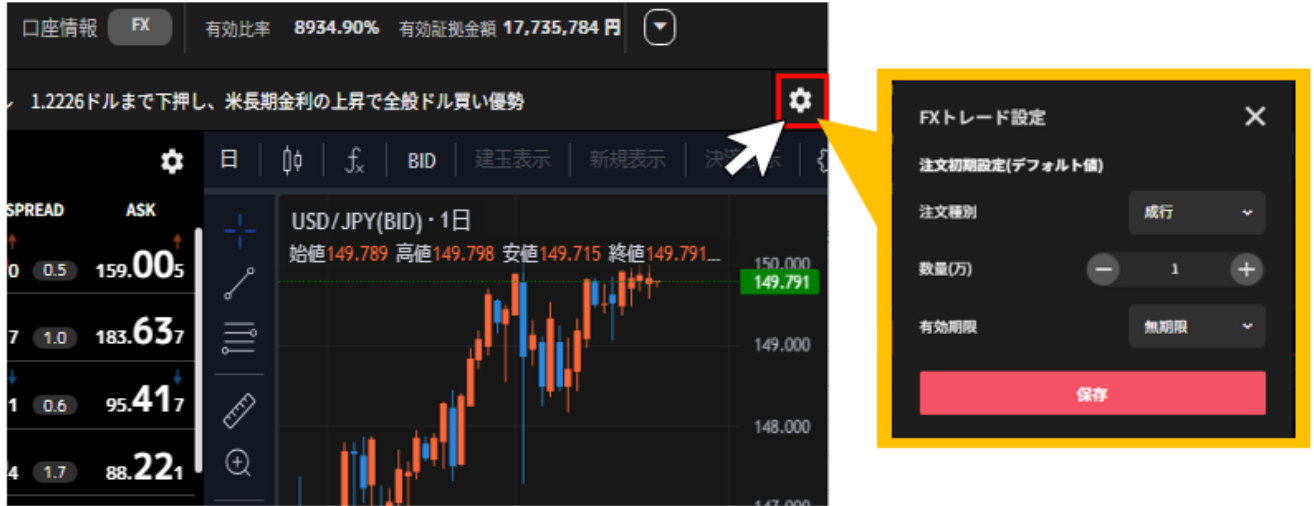 口座情報 FX 有効比率 8934.90% 有効証拠金額 17,735,784 円
1.2226ドルまで下押し、米長期金利の上昇で全般ドル買い優勢
日 BID 建玉表示 新規表示
SPREAD ASK
0 0.5 159.005
7 1.0 183.637
1 0.6 95.417
4 1.7 88.221
USD/JPY(BID)・1日
始値149.789 高値149.798 安値149.715 終値149.791...
150.000
149.791
149.000
148.000
147.000
FXトレード設定
注文初期設定(デフォルト値)
注文種別 成行
数量(万) 1
有効期限 無期限
保存